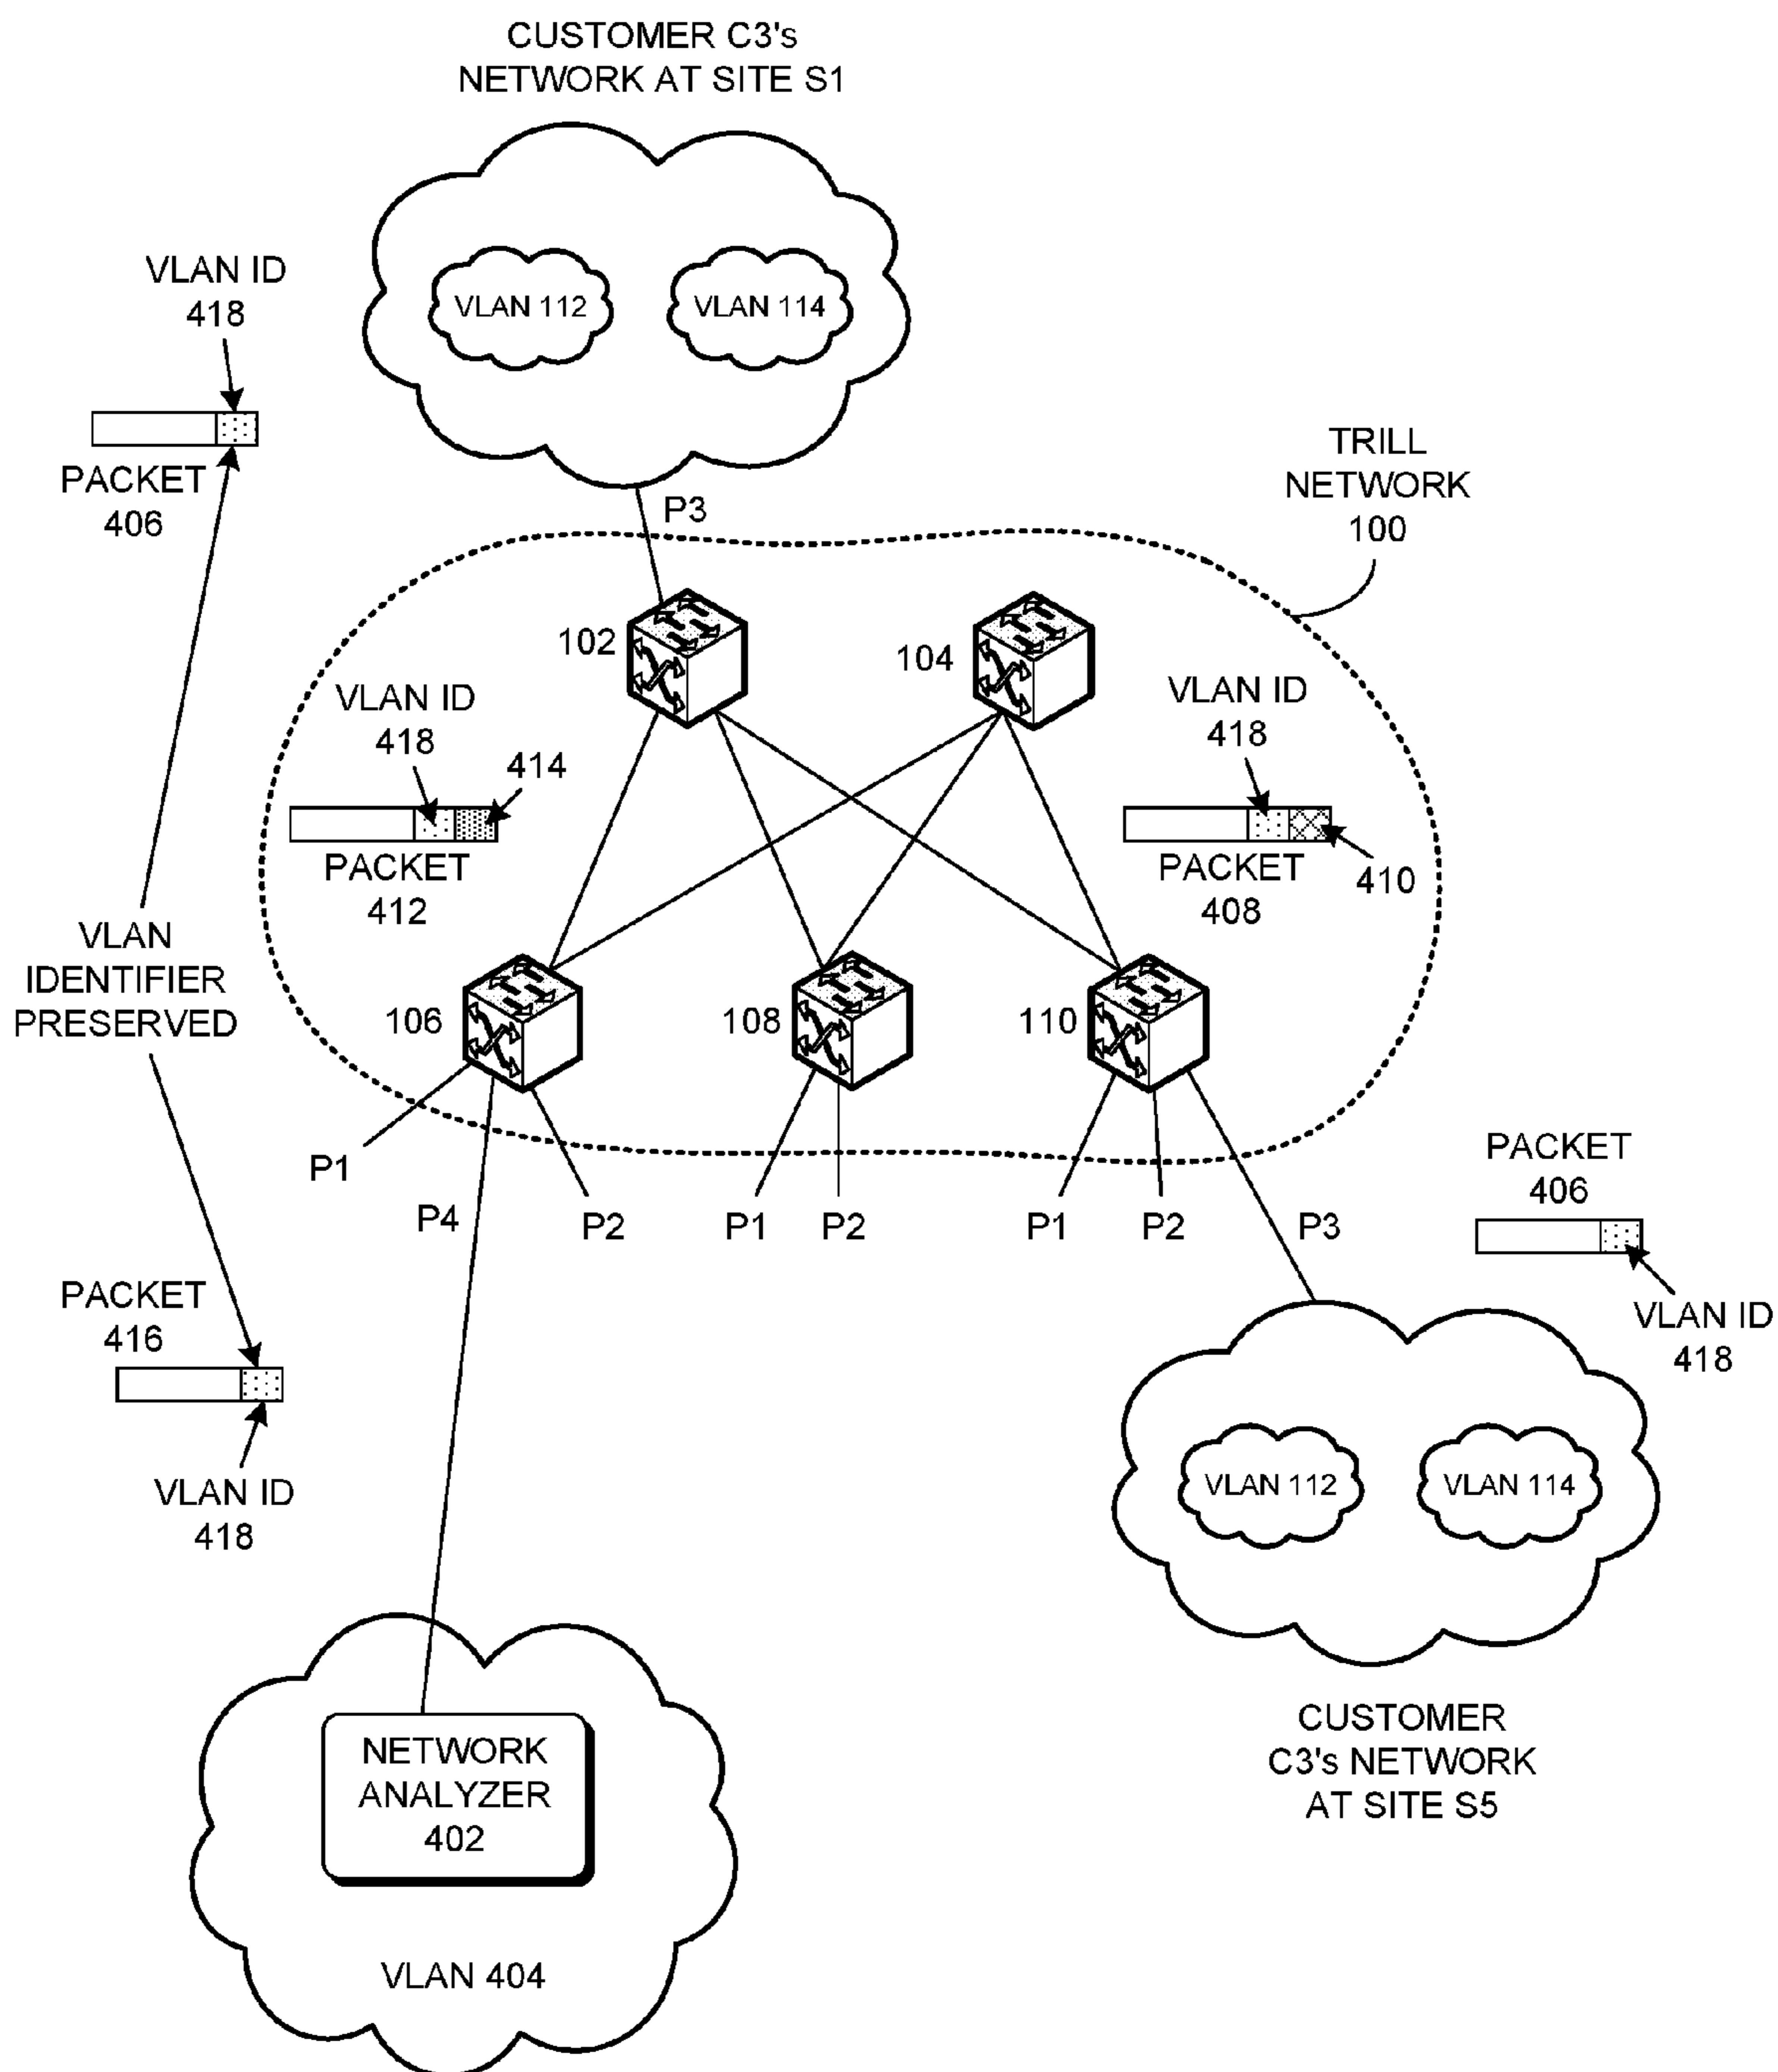 CUSTOMER C3's
NETWORK AT SITE S1
VLAN 112
VLAN 114
VLAN ID
418
PACKET
406
P3
TRILL
NETWORK
100
102
104
VLAN ID
418
414
PACKET
412
VLAN ID
418
410
PACKET
408
VLAN
IDENTIFIER
PRESERVED
106
108
110
P1
P4
P2
P1
P2
P1
P2
P3
PACKET
406
VLAN ID
418
PACKET
416
VLAN ID
418
VLAN 112
VLAN 114
CUSTOMER
C3's NETWORK
AT SITE S5
NETWORK
ANALYZER
402
VLAN 404